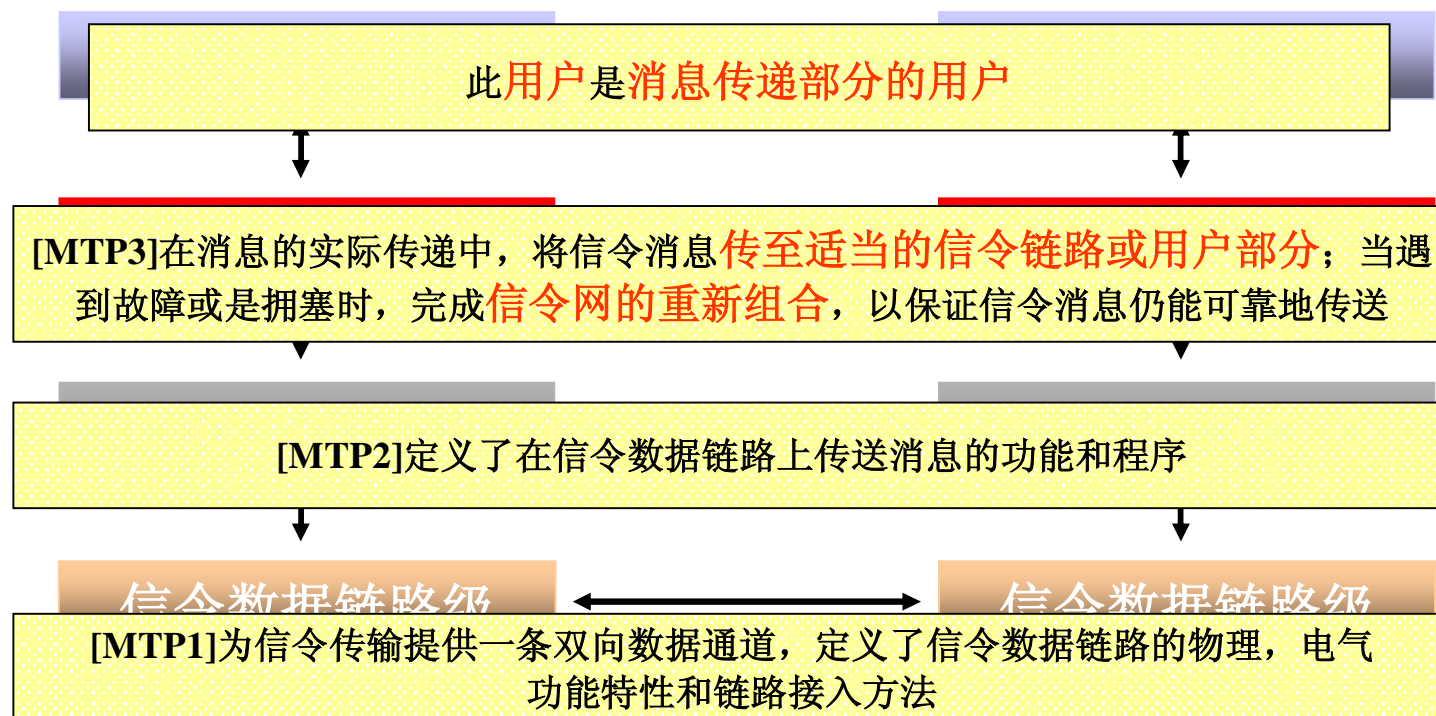 此用户是消息传递部分的用户
[MTP3]在消息的实际传递中，将信令消息传至适当的信令链路或用户部分；当遇
到故障或是拥塞时，完成信令网的重新组合，以保证信令消息仍能可靠地传送
[MTP2]定义了在信令数据链路上传送消息的功能和程序
信令数据链路级 信令数据链路级
[MTP1]为信令传输提供一条双向数据通道，定义了信令数据链路的物理，电气
功能特性和链路接入方法